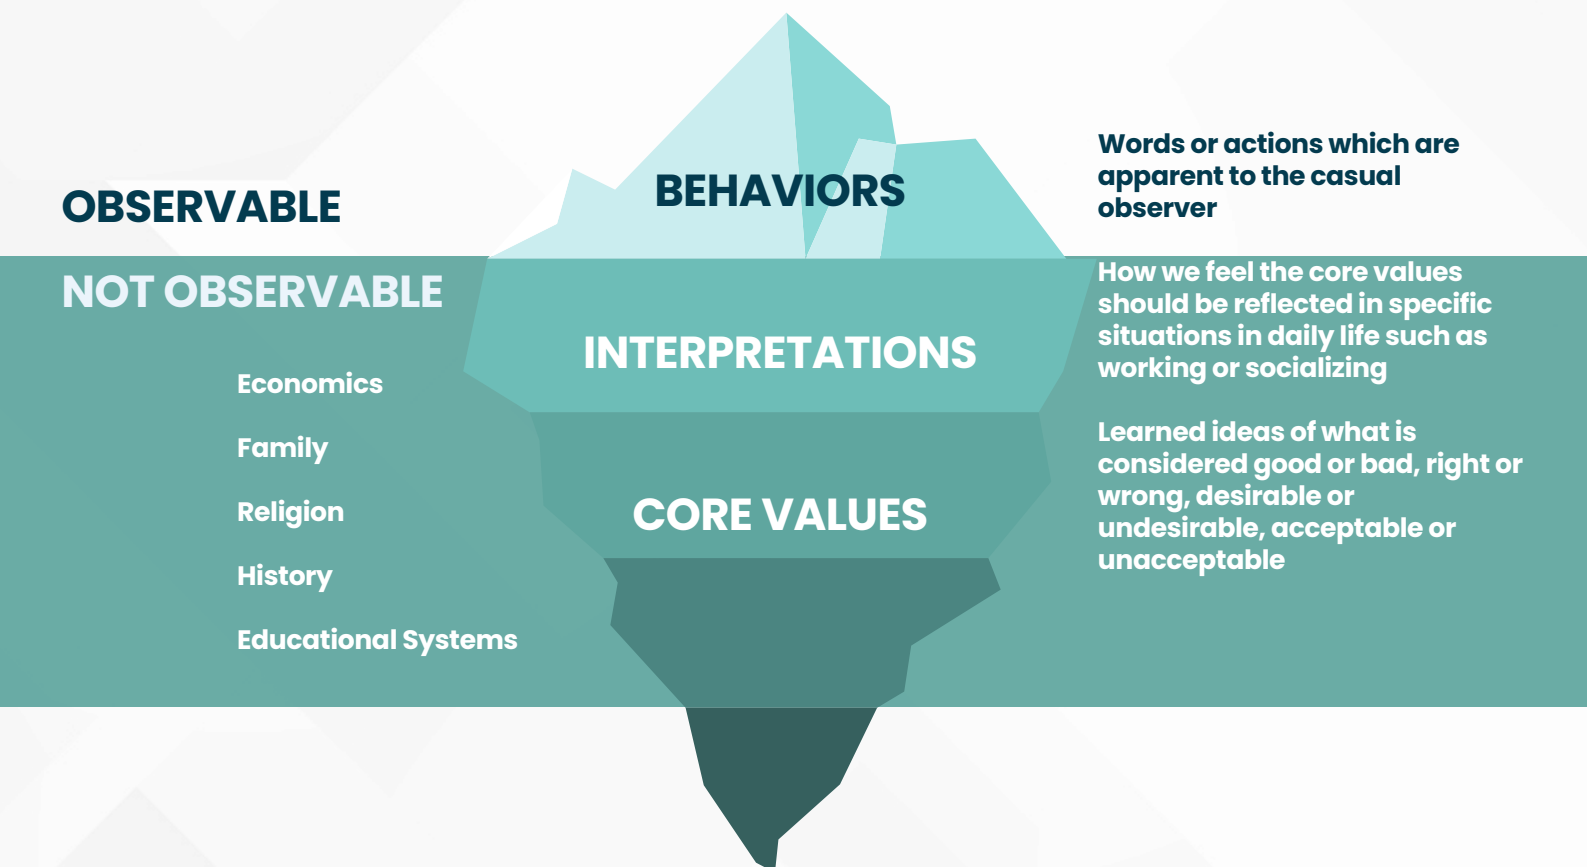 OBSERVABLE
BEHAVIORS
Words or actions which are
apparent to the casual
observer
NOT OBSERVABLE
Economics
Family
Religion
History
Educational Systems
INTERPRETATIONS
How we feel the core values
should be reflected in specific
situations in daily life such as
working or socializing
CORE VALUES
Learned ideas of what is
considered good or bad, right or
wrong, desirable or
undesirable, acceptable or
unacceptable